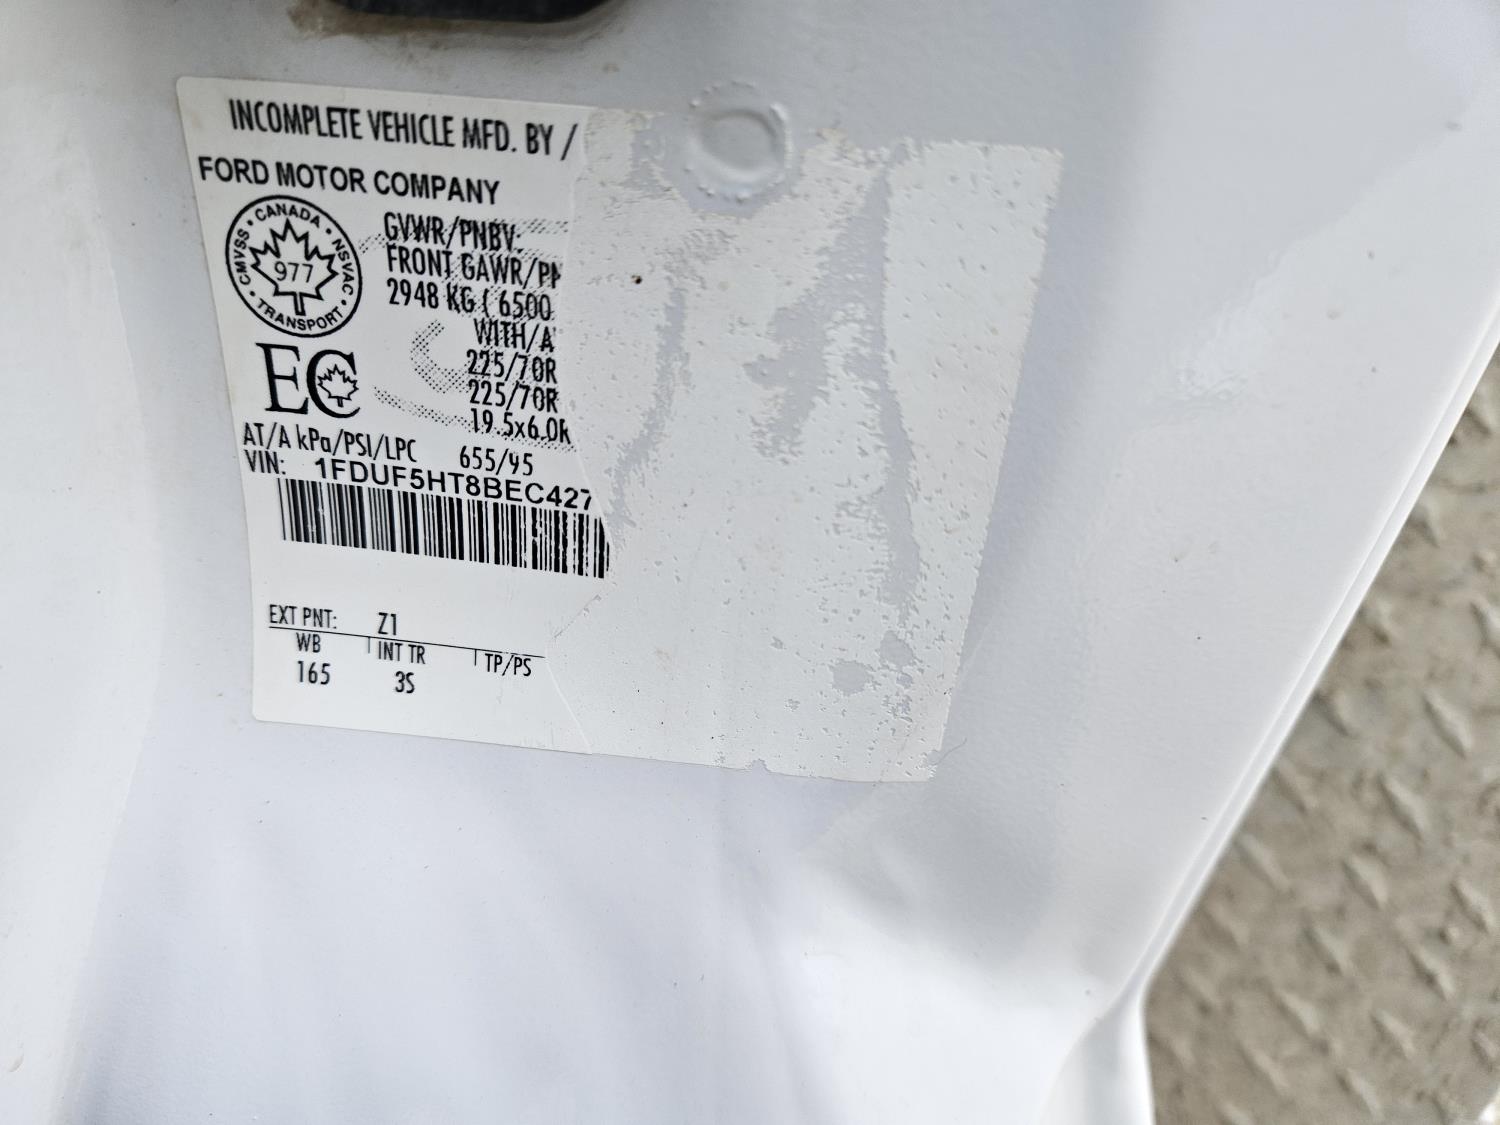 INCOMPLETE VEHICLE MFD. BY /
FORD MOTOR COMPANY
CANADA
CMVSS
NSVAC
977
TRANSPORT
GVWR/PNBV:
FRONT GAWR/PN
2948 KG ( 6500
WITH/A
225/70R
225/70R
19.5x6.0R
EC
AT/A kPa/PSI/LPC 655/95
VIN: 1FDUF5HT8BEC427
EXT PNT: Z1
WB INT TR TP/PS
165 3S